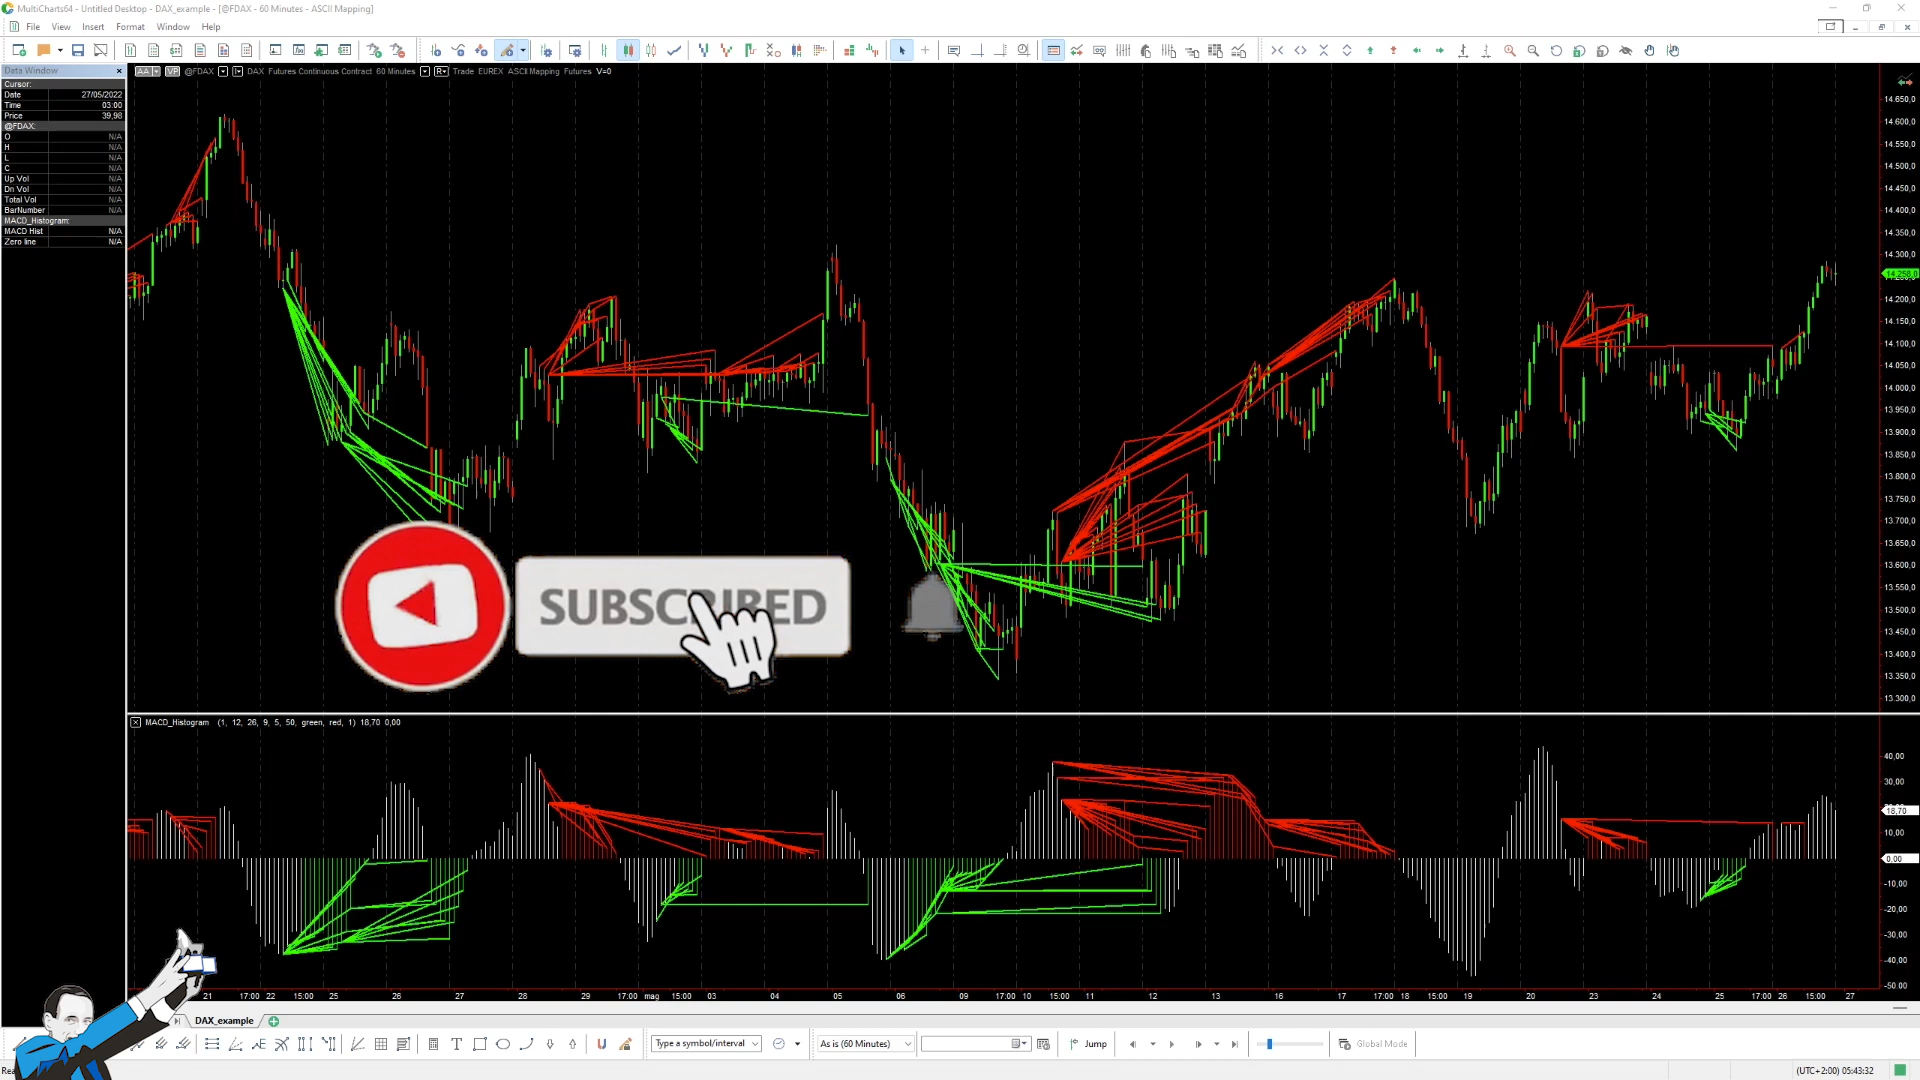 MultiCharts64 - Untitled Desktop - DAX_example - [@FDAX - 60 Minutes - ASCII Mapping]
File View Insert Format Window Help
Data Window
AA VP @FDAX I DAX Futures Continuous Contract 60 Minutes R Trade EUREX ASCII Mapping Futures V=0
Cursor:
Date 27/05/2022
Time 03:00
Price 39,98
@FDAX:
O N/A
H N/A
L N/A
C N/A
Up Vol N/A
Dn Vol N/A
Total Vol N/A
BarNumber N/A
MACD_Histogram:
MACD Hist N/A
Zero line N/A
14.650,0
14.600,0
14.550,0
14.500,0
14.450,0
14.400,0
14.350,0
14.300,0
14.258,0
14.200,0
14.150,0
14.100,0
14.050,0
14.000,0
13.950,0
13.900,0
13.850,0
13.800,0
13.750,0
13.700,0
13.650,0
13.600,0
13.550,0
13.500,0
13.450,0
13.400,0
13.350,0
13.300,0
SUBSCRIBED
MACD_Histogram (1, 12, 26, 9, 5, 50, green, red, 1) 18,70 0,00
40,00
30,00
18,70
10,00
0,00
-10,00
-20,00
-30,00
-40,00
-50,00
21 17:00 22 15:00 25 26 27 28 29 17:00 mag 15:00 03 04 05 06 09 17:00 10 15:00 11 12 13 16 17 17:00 18 15:00 19 20 23 24 25 17:00 26 15:00 27
DAX_example
Type a symbol/interval As is (60 Minutes) Jump Global Mode
(UTC+2:00) 05:43:32